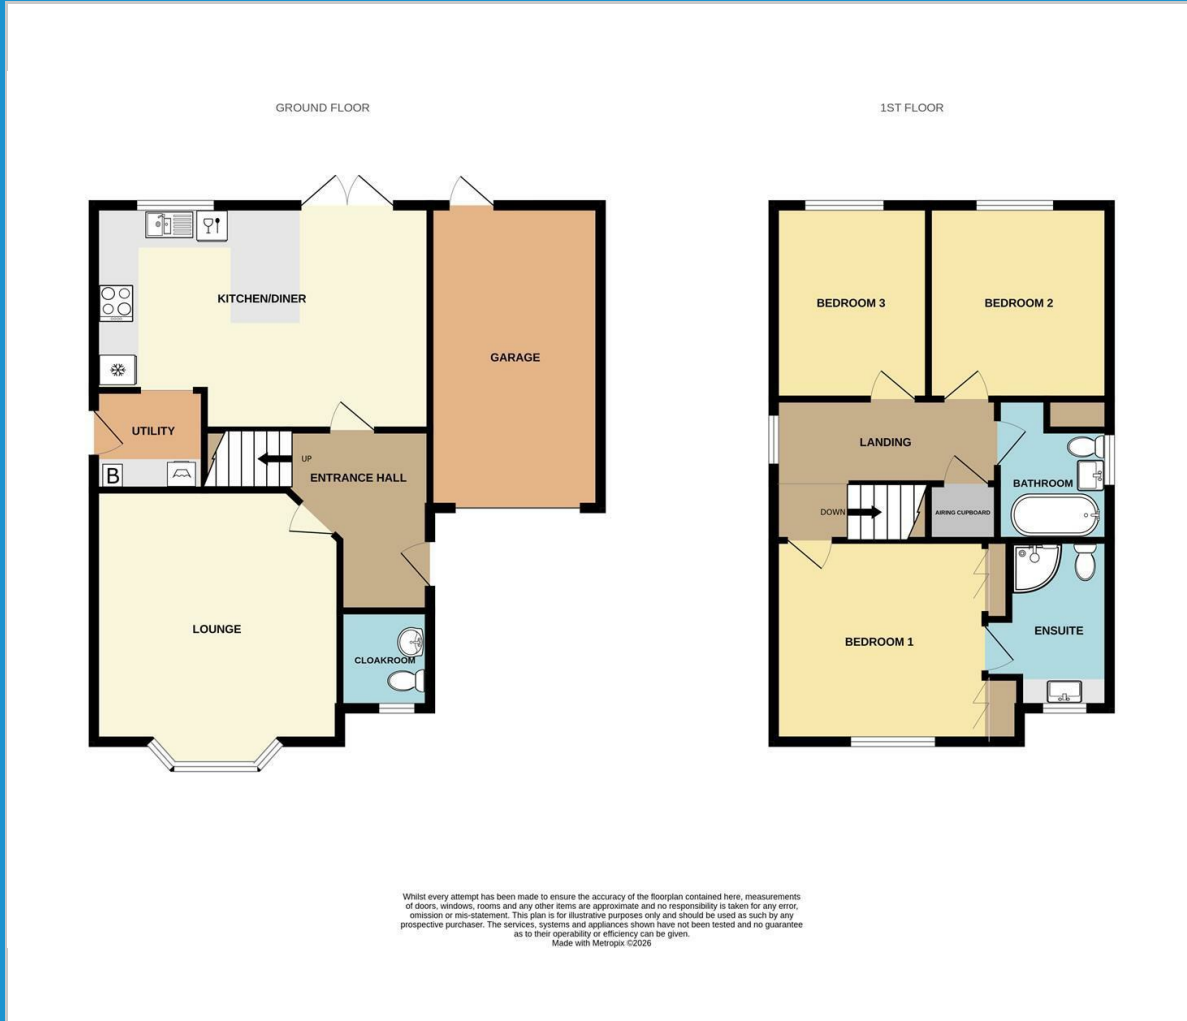 GROUND FLOOR
KITCHEN/DINER
GARAGE
UTILITY
B
UP
ENTRANCE HALL
LOUNGE
CLOAKROOM
1ST FLOOR
BEDROOM 3
BEDROOM 2
LANDING
BATHROOM
DOWN
AIRING CUPBOARD
BEDROOM 1
ENSUITE
Whilst every attempt has been made to ensure the accuracy of the floorplan contained here, measurements
of doors, windows, rooms and any other items are approximate and no responsibility is taken for any error,
omission or mis-statement. This plan is for illustrative purposes only and should be used as such by any
prospective purchaser. The services, systems and appliances shown have not been tested and no guarantee
as to their operability or efficiency can be given.
Made with Metropix ©2026